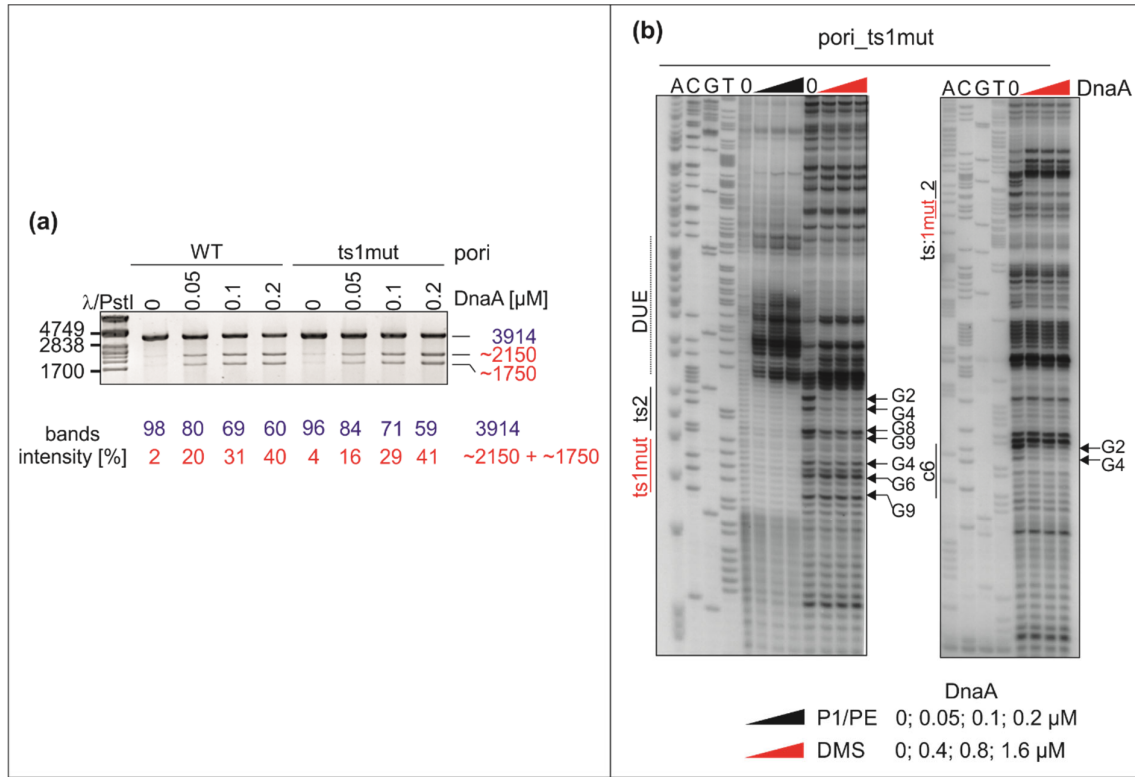 (a)
WT ts1mut pori
λ/PstI 0 0.05 0.1 0.2 0 0.05 0.1 0.2 DnaA [µM]
4749
2838
1700
3914
~2150
~1750
bands
intensity [%]
98 80 69 60 96 84 71 59 3914
2 20 31 40 4 16 29 41 ~2150 + ~1750
(b)
pori_ts1mut
A C G T 0 0
A C G T 0 DnaA
DUE
ts2
ts1mut
G2
G4
G8
G9
G4
G6
G9
ts:1mut_2
c6
G2
G4
DnaA
P1/PE 0; 0.05; 0.1; 0.2 µM
DMS 0; 0.4; 0.8; 1.6 µM